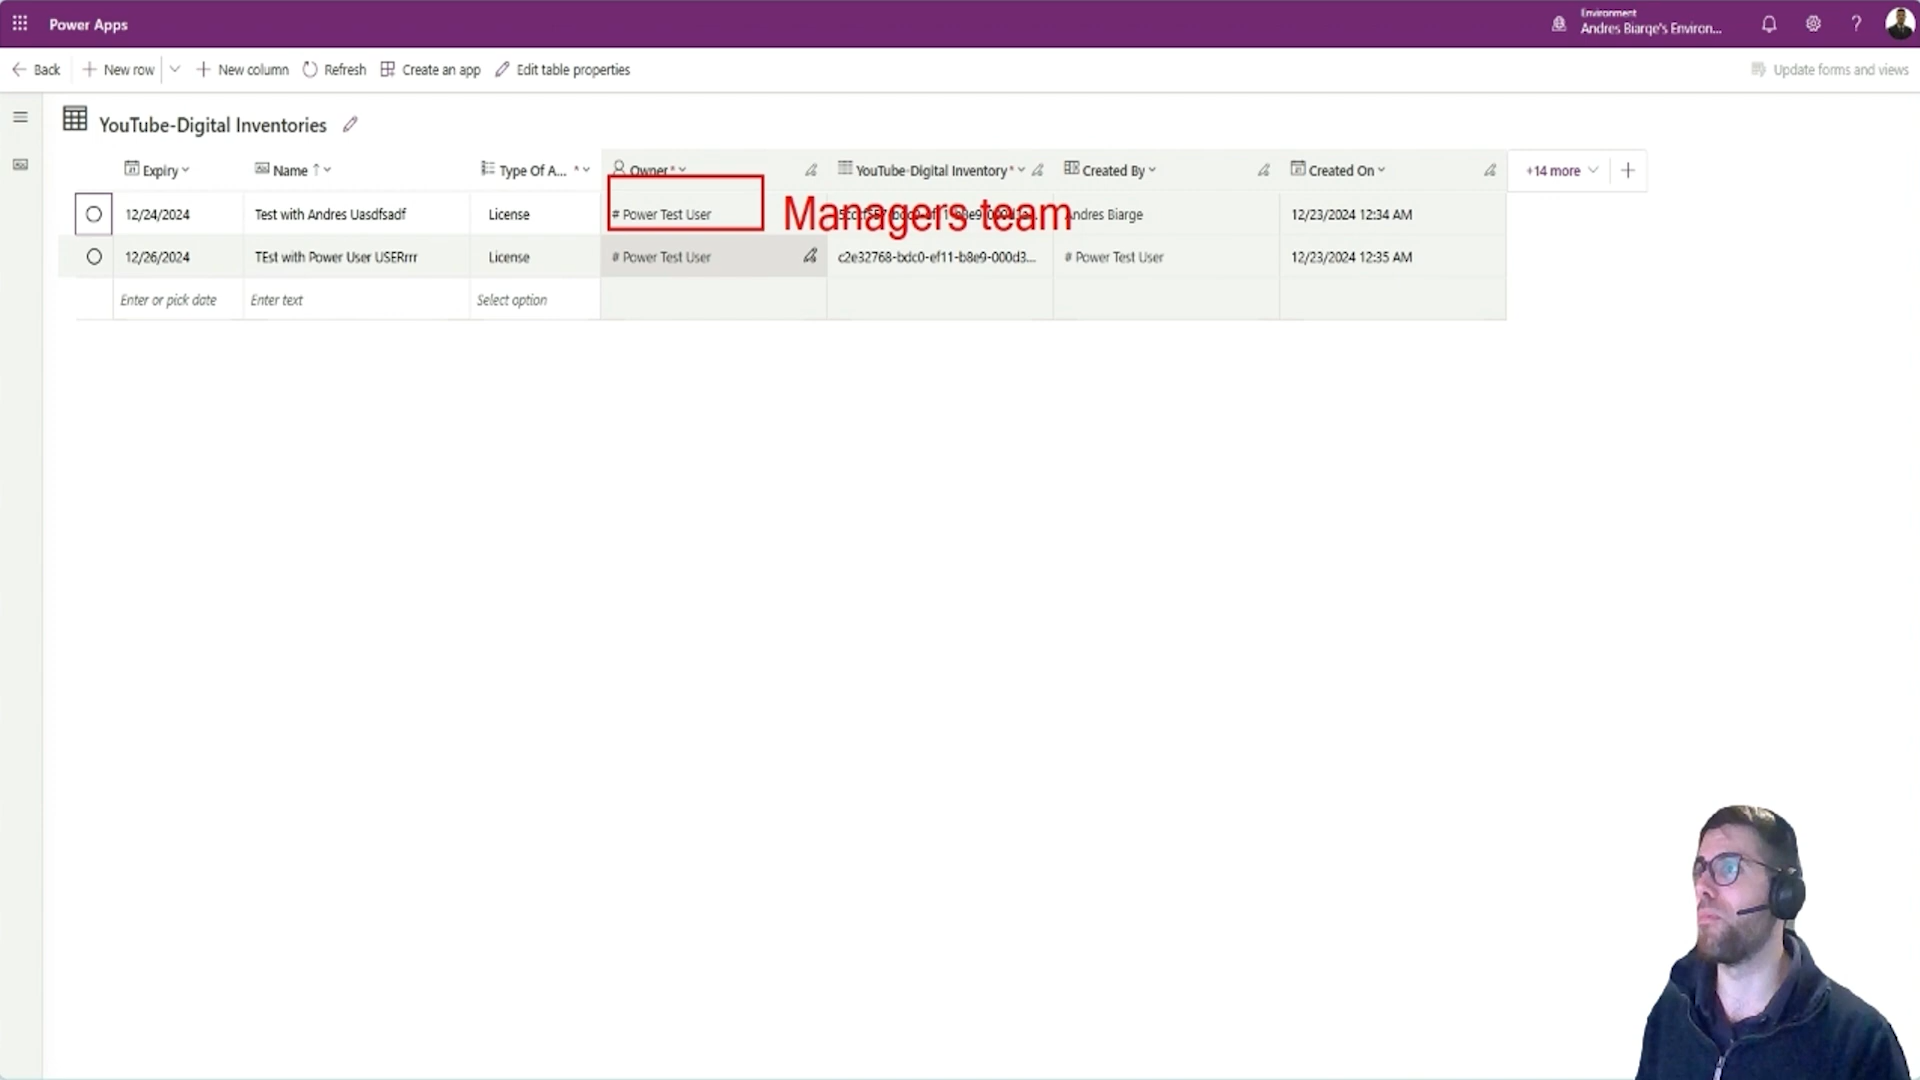 Power Apps
Environment
Andres Biarge's Environ...
Back
New row
New column
Refresh
Create an app
Edit table properties
Update forms and views
YouTube-Digital Inventories
Expiry
Name ↑
Type Of A... *
Owner *
YouTube-Digital Inventory *
Created By
Created On
+14 more
12/24/2024
Test with Andres Uasdfsadf
License
# Power Test User
Managers team
Andres Biarge
12/23/2024 12:34 AM
12/26/2024
TEst with Power User USERrrr
License
# Power Test User
c2e32768-bdc0-ef11-b8e9-000d3...
# Power Test User
12/23/2024 12:35 AM
Enter or pick date
Enter text
Select option